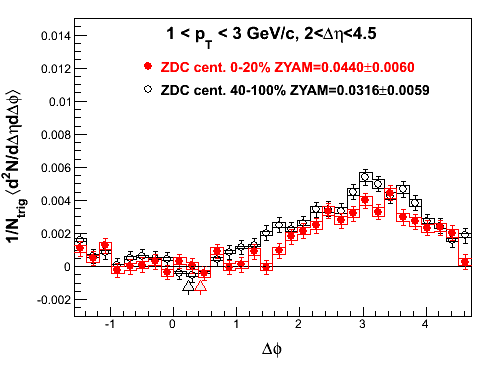 1 < pT < 3 GeV/c, 2<Δη<4.5
ZDC cent. 0-20% ZYAM=0.0440±0.0060
ZDC cent. 40-100% ZYAM=0.0316±0.0059
1/Ntrig ⟨d²N/dΔηdΔϕ⟩
0.014
0.012
0.01
0.008
0.006
0.004
0.002
0
-0.002
-1 0 1 2 3 4
Δϕ